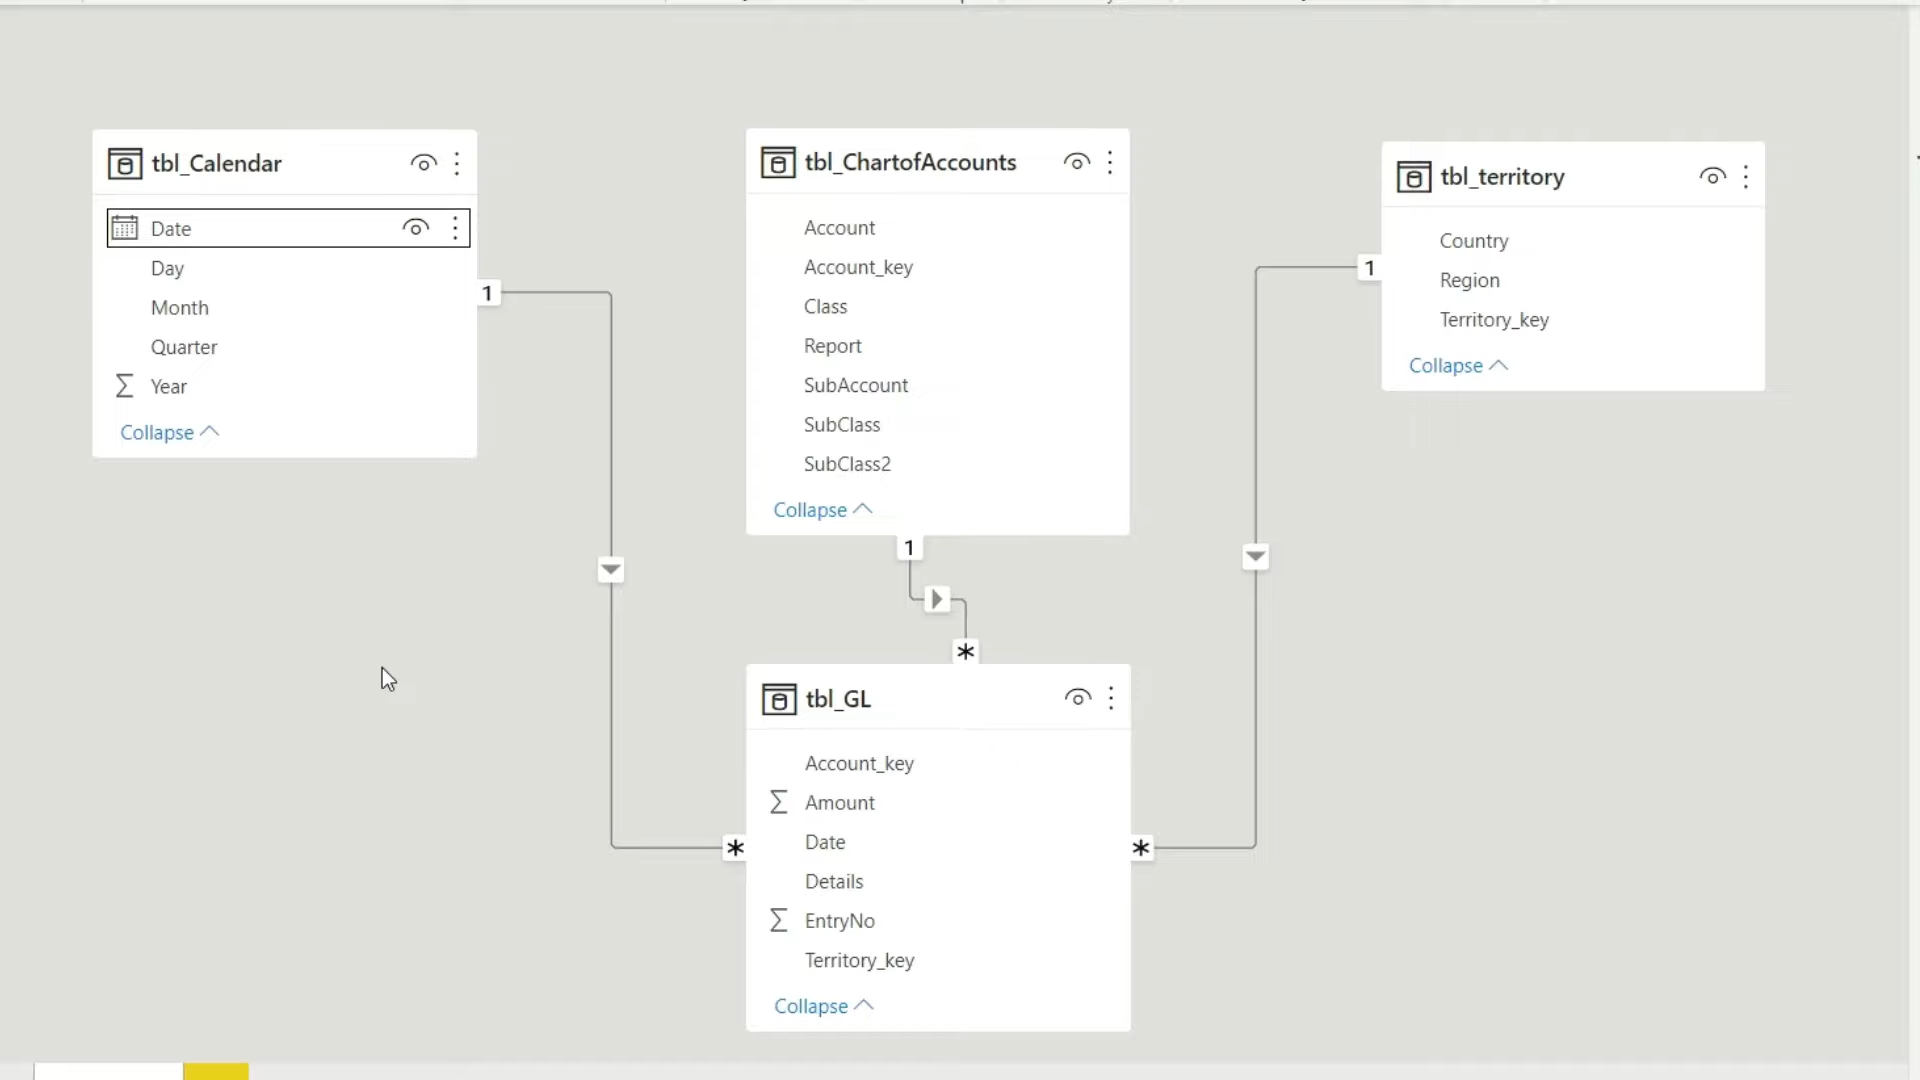 tbl_Calendar
Date
Day
Month
Quarter
Year
Collapse
1
tbl_ChartofAccounts
Account
Account_key
Class
Report
SubAccount
SubClass
SubClass2
Collapse
1
*
tbl_territory
Country
Region
Territory_key
Collapse
1
tbl_GL
Account_key
Amount
Date
Details
EntryNo
Territory_key
Collapse
*
*